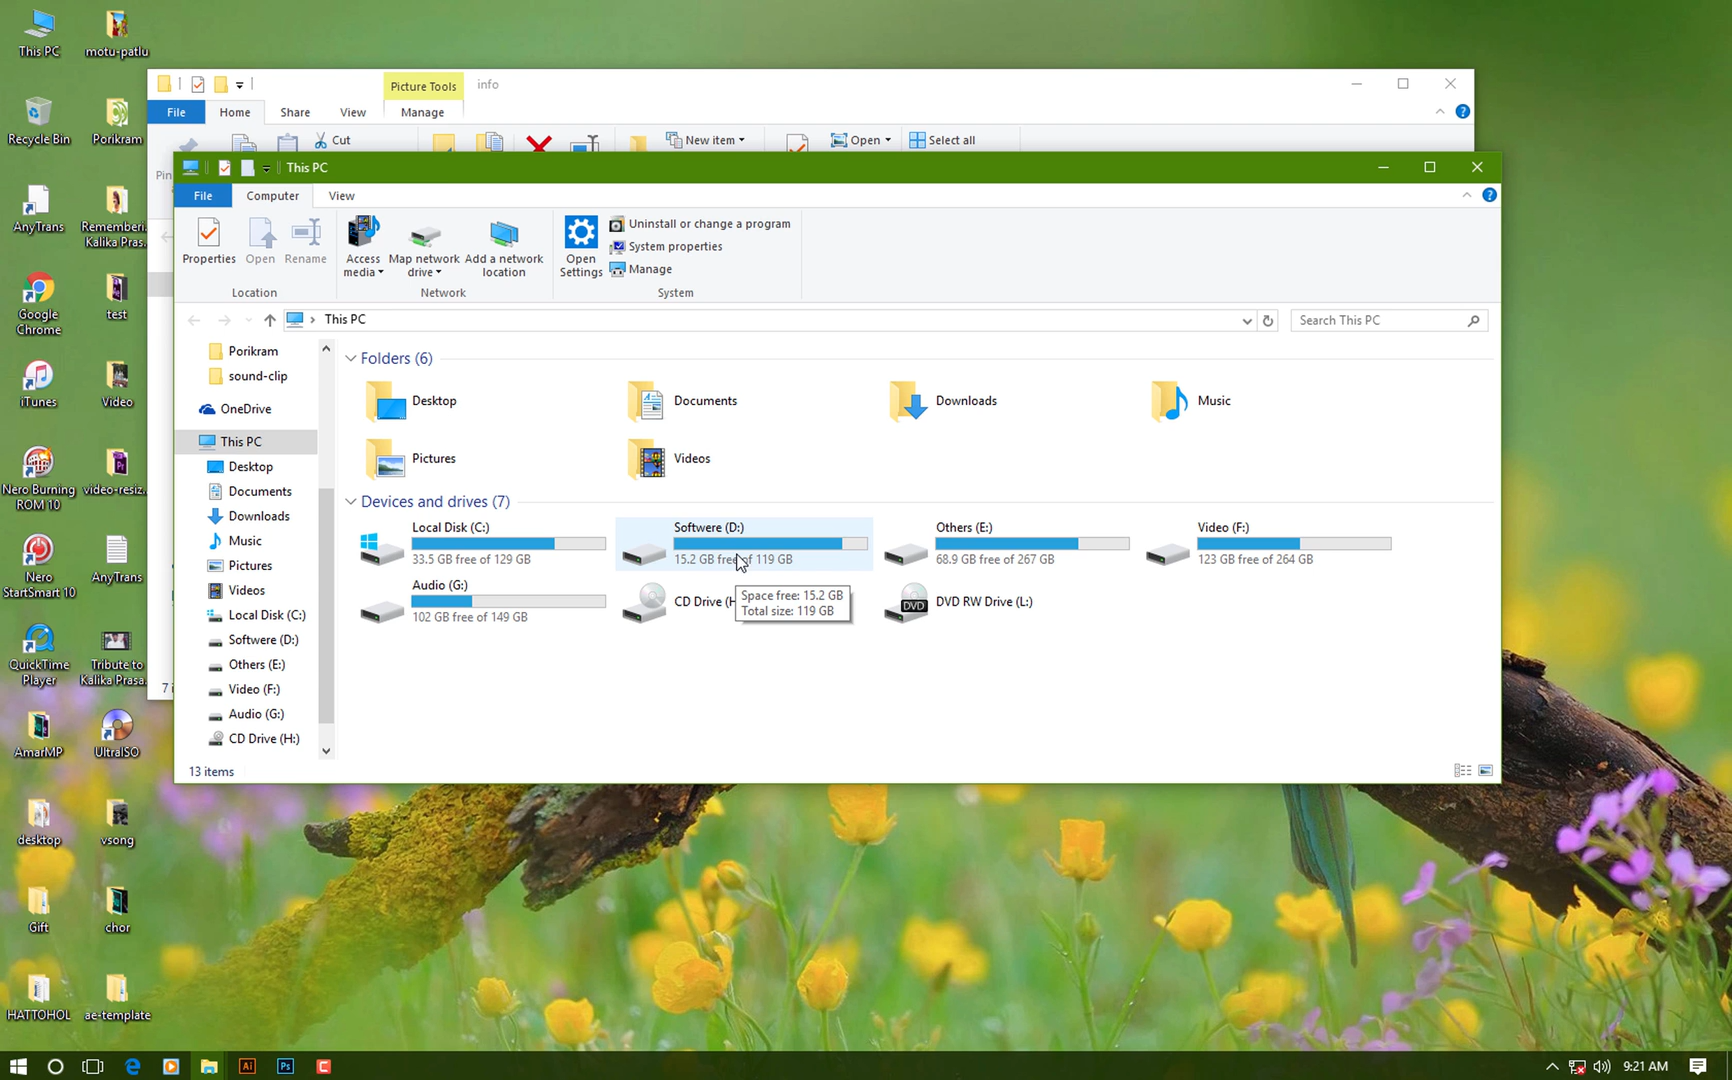 This PC
motu-patlu
Recycle Bin
Porikram
AnyTrans
Rememberi...
Kalika Pras...
Google
Chrome
test
iTunes
Video
Nero Burning
ROM 10
video-resiz...
Nero
StartSmart 10
AnyTrans
QuickTime
Player
Tribute to
Kalika Prasa...
AmarMP
UltraISO
desktop
vsong
Gift
chor
HATTOHOL
ae-template
Picture Tools
info
File
Home
Share
View
Manage
Cut
New item
Open
Select all
Pin
This PC
File
Computer
View
Properties
Open
Rename
Access
media
Map network
drive
Add a network
location
Open
Settings
Uninstall or change a program
System properties
Manage
Location
Network
System
This PC
Search This PC
Porikram
sound-clip
OneDrive
This PC
Desktop
Documents
Downloads
Music
Pictures
Videos
Local Disk (C:)
Softwere (D:)
Others (E:)
Video (F:)
Audio (G:)
CD Drive (H:)
Folders (6)
Desktop
Documents
Downloads
Music
Pictures
Videos
Devices and drives (7)
Local Disk (C:)
33.5 GB free of 129 GB
Softwere (D:)
15.2 GB free of 119 GB
Others (E:)
68.9 GB free of 267 GB
Video (F:)
123 GB free of 264 GB
Audio (G:)
102 GB free of 149 GB
CD Drive (H
DVD
DVD RW Drive (L:)
Space free: 15.2 GB
Total size: 119 GB
13 items
Ai
Ps
C
9:21 AM